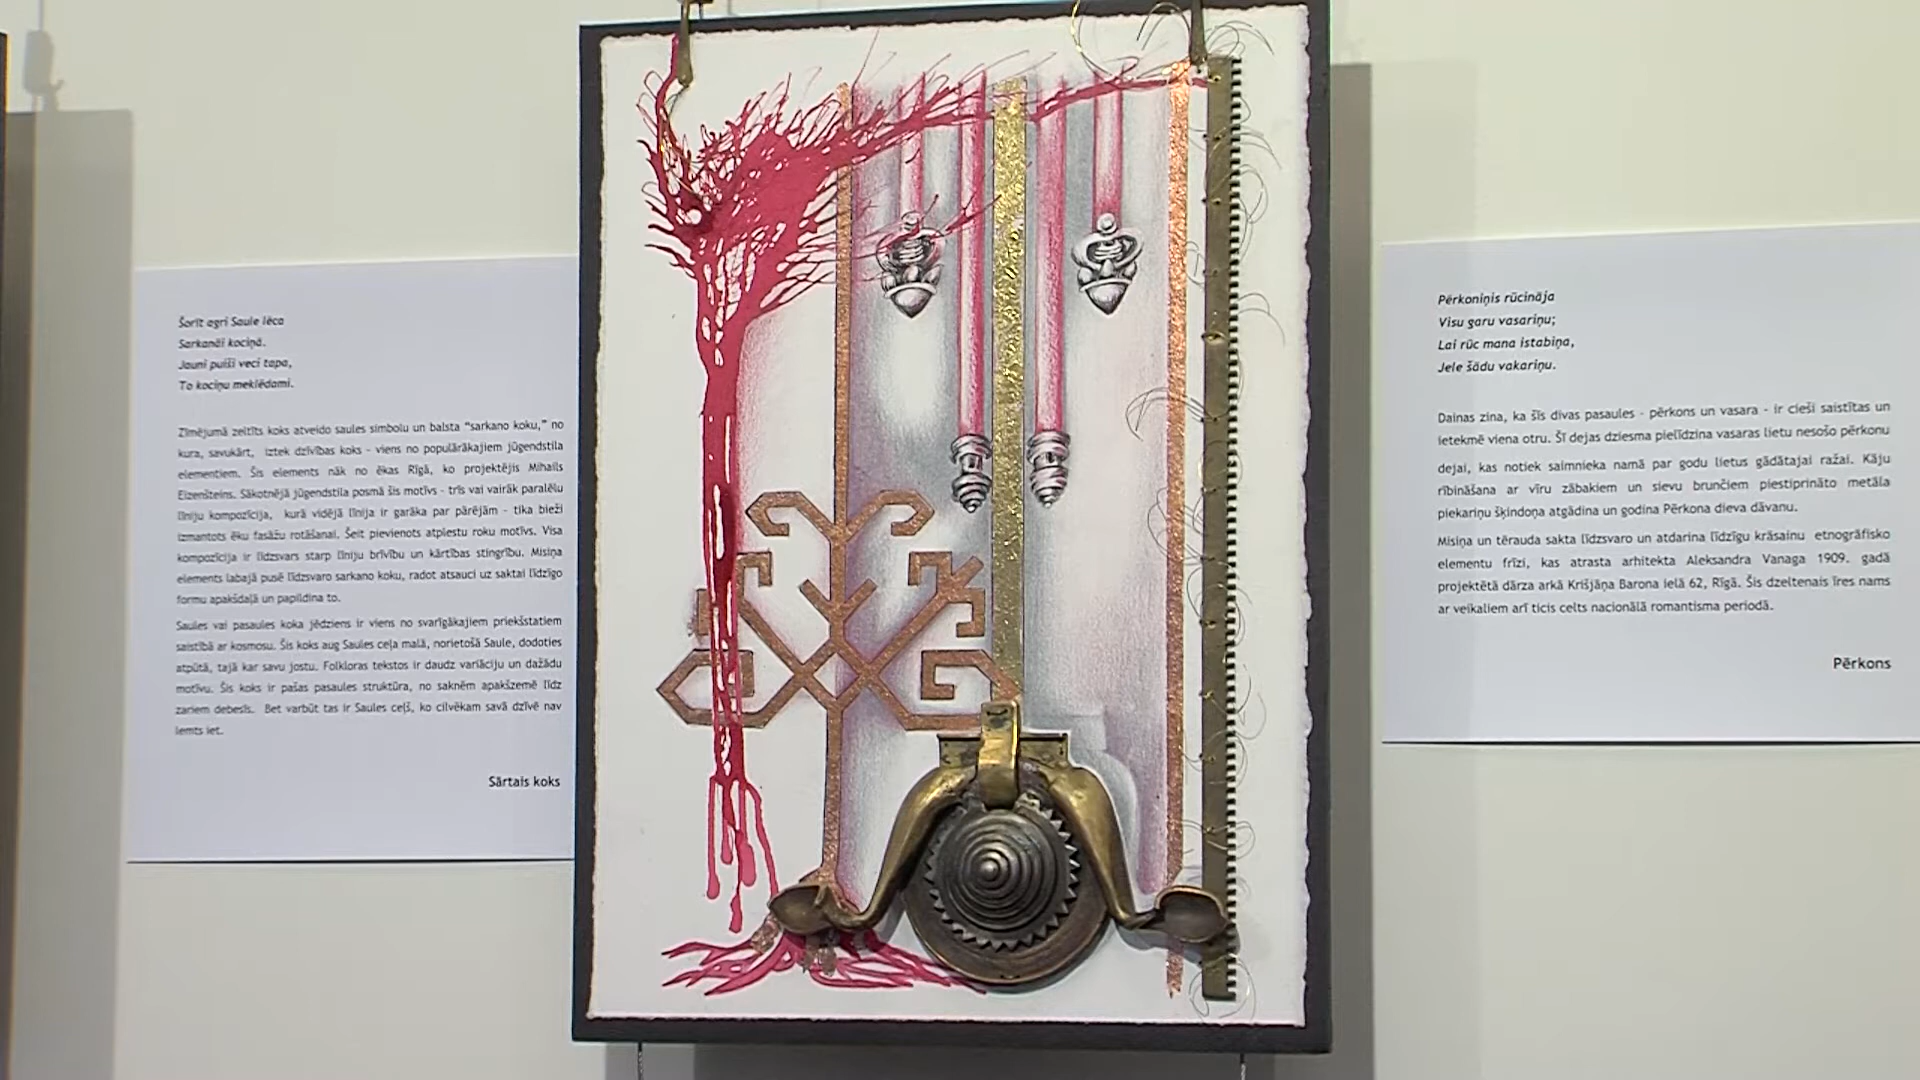 Šorīt agri Saule lēca
Sarkanāi kociņā.
Jauni puiši veci tapa,
To kociņu meklēdami.
Zīmējumā zeltīts koks atveido saules simbolu un balsta “sarkano koku,” no
kura, savukārt, iztek dzīvības koks - viens no populārākajiem jūgendstila
elementiem. Šis elements nāk no ēkas Rīgā, ko projektējis Mihails
Eizenšteins. Sākotnējā jūgendstila posmā šis motīvs - trīs vai vairāk paralēlu
līniju kompozīcija, kurā vidējā līnija ir garāka par pārējām - tika bieži
izmantots ēku fasāžu rotāšanai. Šeit pievienots atpiestu roku motīvs. Visa
kompozīcija ir līdzsvars starp līniju brīvību un kārtības stingrību. Misiņa
elements labajā pusē līdzsvaro sarkano koku, radot atsauci uz saktai līdzīgo
formu apakšdaļā un papildina to.
Saules vai pasaules koka jēdziens ir viens no svarīgākajiem priekšstatiem
saistībā ar kosmosu. Šis koks aug Saules ceļa malā, norietošā Saule, dodoties
atpūtā, tajā kar savu jostu. Folkloras tekstos ir daudz variāciju un dažādu
motīvu. Šis koks ir pašas pasaules struktūra, no saknēm apakšzemē līdz
zariem debesīs. Bet varbūt tas ir Saules ceļš, ko cilvēkam savā dzīvē nav
lemts iet.
Sārtais koks
Pērkoniņis rūcināja
Visu garu vasariņu;
Lai rūc mana istabiņa,
Jele šādu vakariņu.
Dainas zina, ka šīs divas pasaules - pērkons un vasara - ir cieši saistītas un
ietekmē viena otru. Šī dejas dziesma pielīdzina vasaras lietu nesošo pērkonu
dejai, kas notiek saimnieka namā par godu lietus gādātajai ražai. Kāju
rībināšana ar vīru zābakiem un sievu brunčiem piestiprināto metāla
piekariņu šķindoņa atgādina un godina Pērkona dieva dāvanu.
Misiņa un tērauda sakta līdzsvaro un atdarina līdzīgu krāsainu etnogrāfisko
elementu frīzi, kas atrasta arhitekta Aleksandra Vanaga 1909. gadā
projektētā dārza arkā Krišjāņa Barona ielā 62, Rīgā. Šis dzeltenais īres nams
ar veikaliem arī ticis celts nacionālā romantisma periodā.
Pērkons